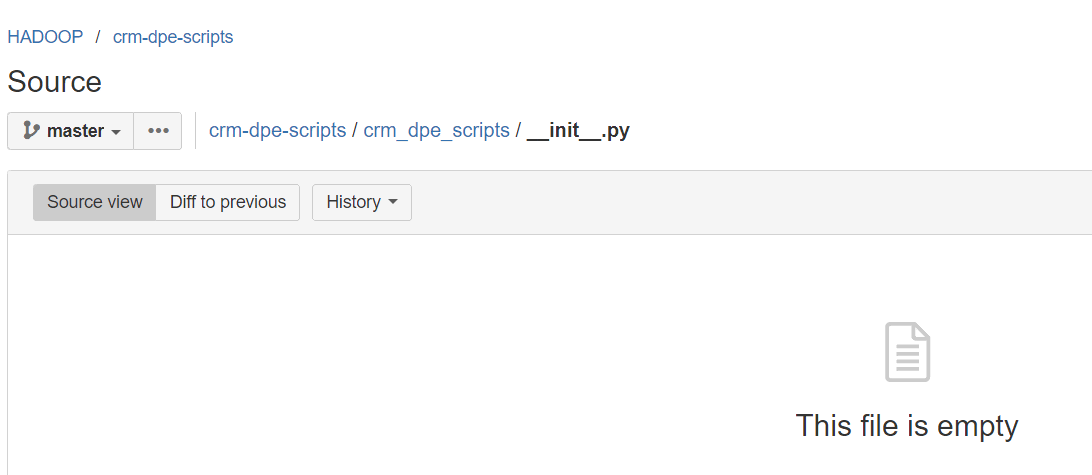 HADOOP / crm-dpe-scripts
Source
master ••• crm-dpe-scripts / crm_dpe_scripts / __init__.py
Source view Diff to previous History
This file is empty